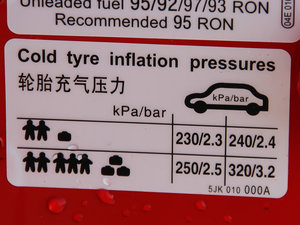 Unleaded fuel 95/92/97/93 RON
Recommended 95 RON
04E 010
Cold tyre inflation pressures
轮胎充气压力
kPa/bar
kPa/bar
230/2.3 240/2.4
250/2.5 320/3.2
5JK 010 000A